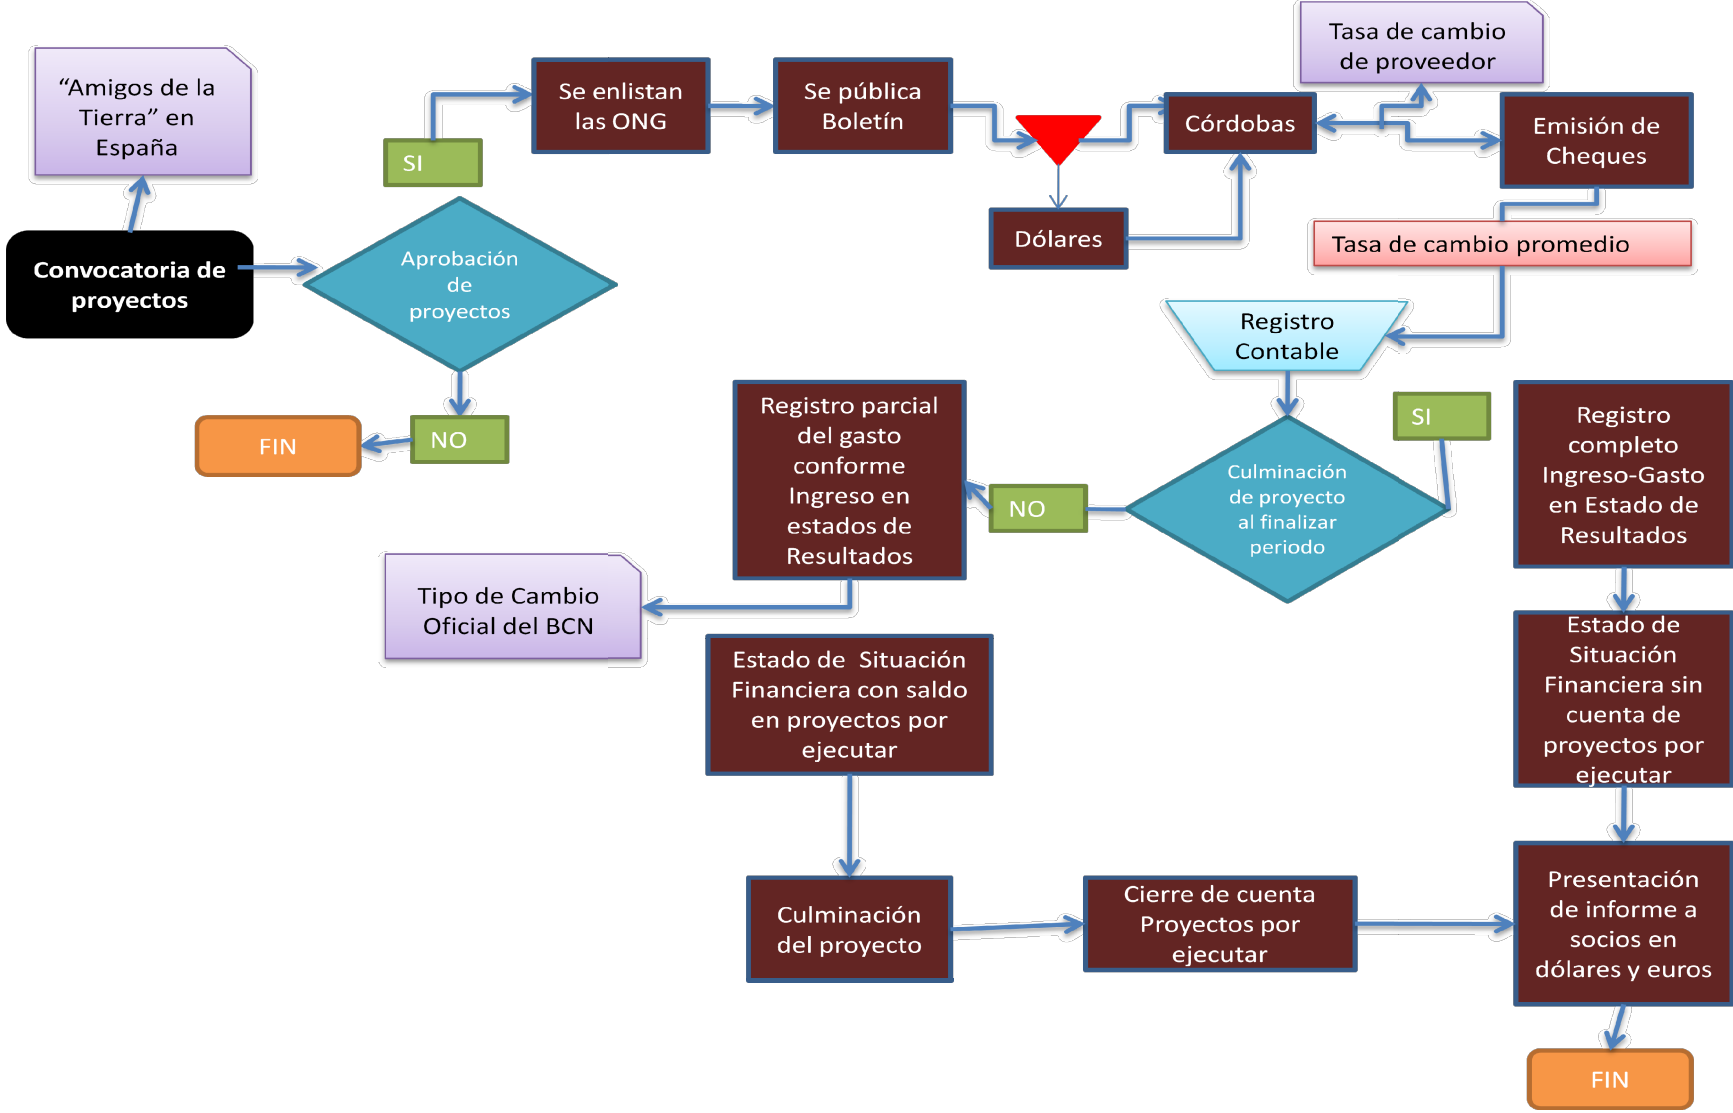 “Amigos de la
Tierra” en
España
Convocatoria de
proyectos
SI
Aprobación
de
proyectos
NO
FIN
Se enlistan
las ONG
Se pública
Boletín
Dólares
Córdobas
Tasa de cambio
de proveedor
Emisión de
Cheques
Tasa de cambio promedio
Registro
Contable
Culminación
de proyecto
al finalizar
periodo
SI
NO
Registro parcial
del gasto
conforme
Ingreso en
estados de
Resultados
Tipo de Cambio
Oficial del BCN
Estado de  Situación
Financiera con saldo
en proyectos por
ejecutar
Culminación
del proyecto
Cierre de cuenta
Proyectos por
ejecutar
Registro
completo
Ingreso-Gasto
en Estado de
Resultados
Estado de
Situación
Financiera sin
cuenta de
proyectos por
ejecutar
Presentación
de informe a
socios en
dólares y euros
FIN